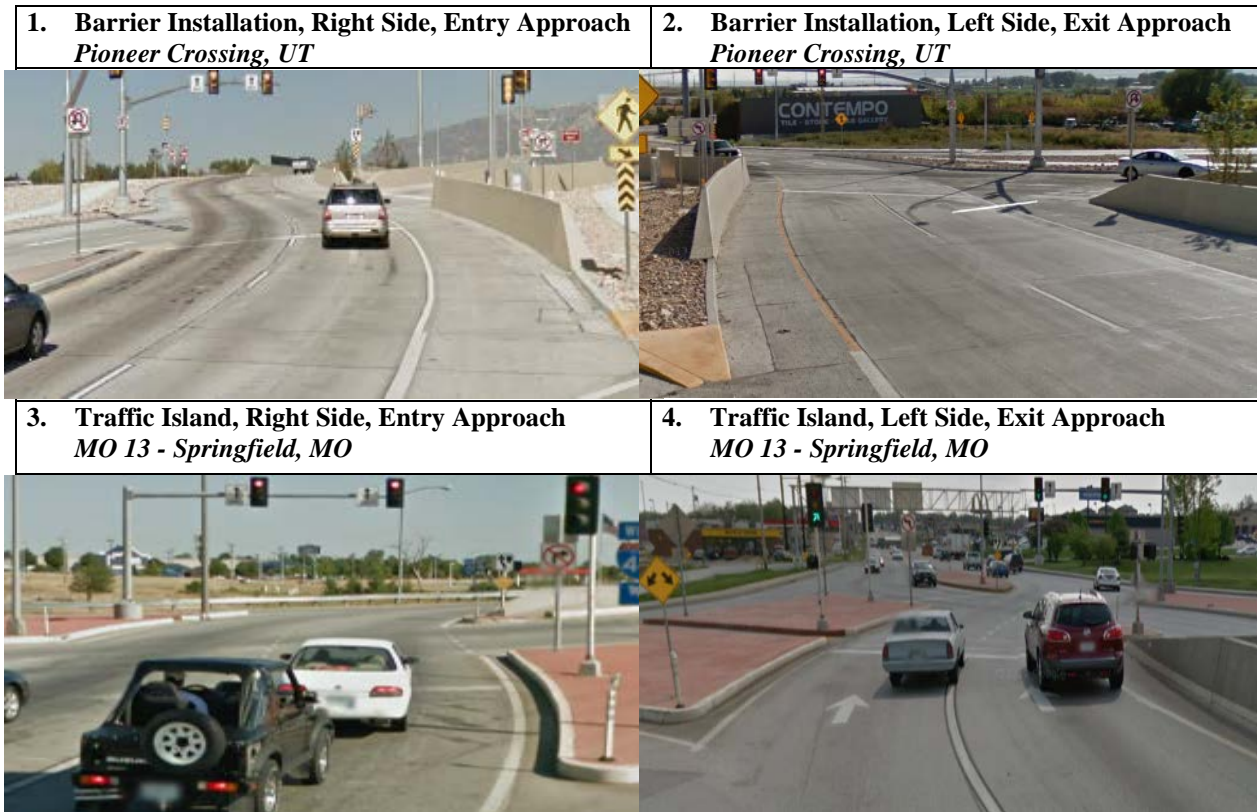 1. Barrier Installation, Right Side, Entry Approach
Pioneer Crossing, UT
2. Barrier Installation, Left Side, Exit Approach
Pioneer Crossing, UT
CONTEMPO
3. Traffic Island, Right Side, Entry Approach
MO 13 - Springfield, MO
4. Traffic Island, Left Side, Exit Approach
MO 13 - Springfield, MO
SUZUKI